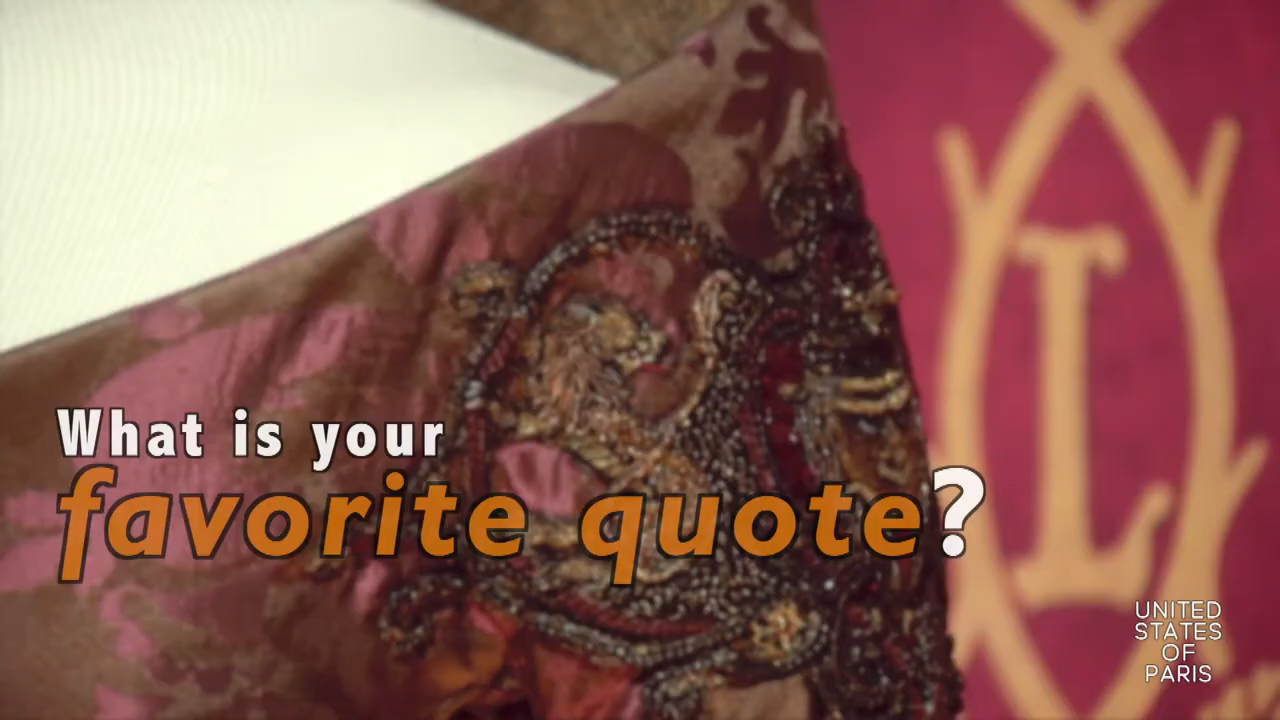 What is your
favorite quote?
L
UNITED
STATES
OF
PARIS